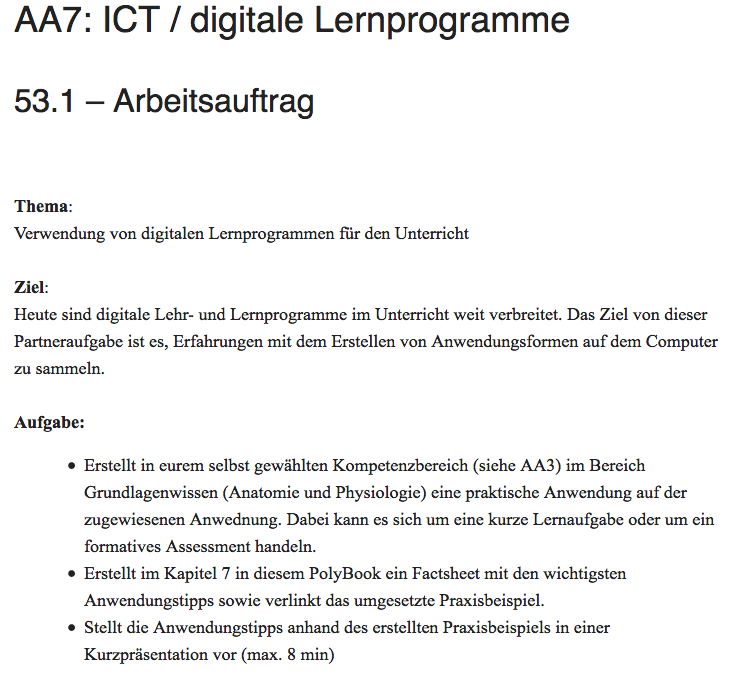 AA7: ICT / digitale Lernprogramme
53.1 – Arbeitsauftrag
Thema:
Verwendung von digitalen Lernprogrammen für den Unterricht
Ziel:
Heute sind digitale Lehr- und Lernprogramme im Unterricht weit verbreitet. Das Ziel von dieser
Partneraufgabe ist es, Erfahrungen mit dem Erstellen von Anwendungsformen auf dem Computer
zu sammeln.
Aufgabe:
• Erstellt in eurem selbst gewählten Kompetenzbereich (siehe AA3) im Bereich
Grundlagenwissen (Anatomie und Physiologie) eine praktische Anwendung auf der
zugewiesenen Anwednung. Dabei kann es sich um eine kurze Lernaufgabe oder um ein
formatives Assessment handeln.
• Erstellt im Kapitel 7 in diesem PolyBook ein Factsheet mit den wichtigsten
Anwendungstipps sowie verlinkt das umgesetzte Praxisbeispiel.
• Stellt die Anwendungstipps anhand des erstellten Praxisbeispiels in einer
Kurzpräsentation vor (max. 8 min)